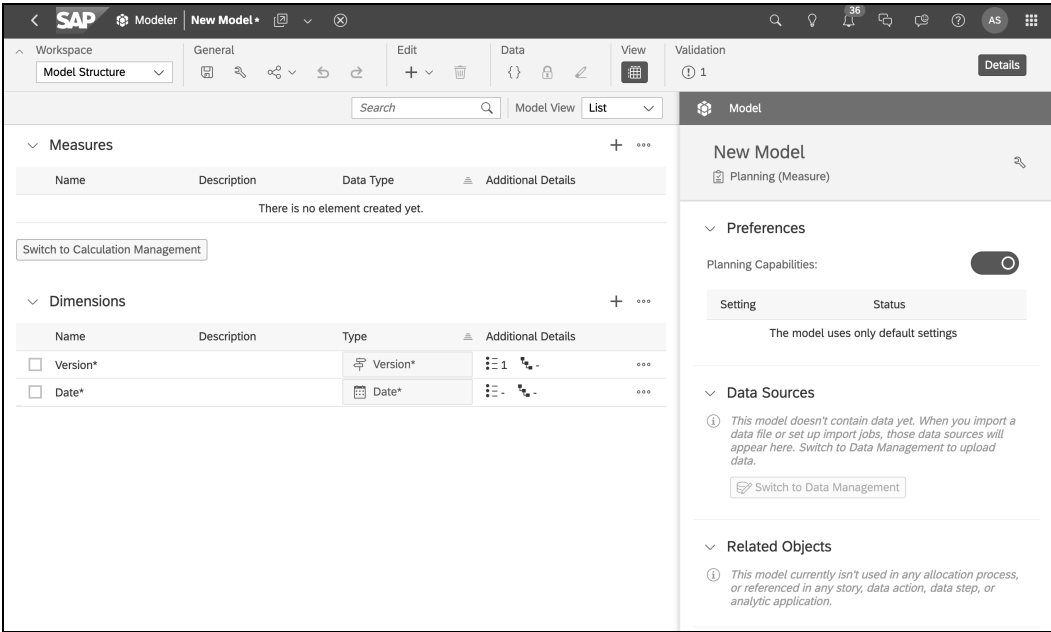 SAP Modeler New Model* 36 AS
Workspace General Edit Data View Validation
Model Structure 1 Details
Search Model View List
Model
Measures
New Model
Planning (Measure)
Name Description Data Type Additional Details
There is no element created yet.
Switch to Calculation Management
Preferences
Planning Capabilities:
Setting Status
The model uses only default settings
Dimensions
Name Description Type Additional Details
Version* Version* 1 -
Date* Date* - -
Data Sources
This model doesn't contain data yet. When you import a
data file or set up import jobs, those data sources will
appear here. Switch to Data Management to upload
data.
Switch to Data Management
Related Objects
This model currently isn't used in any allocation process,
or referenced in any story, data action, data step, or
analytic application.